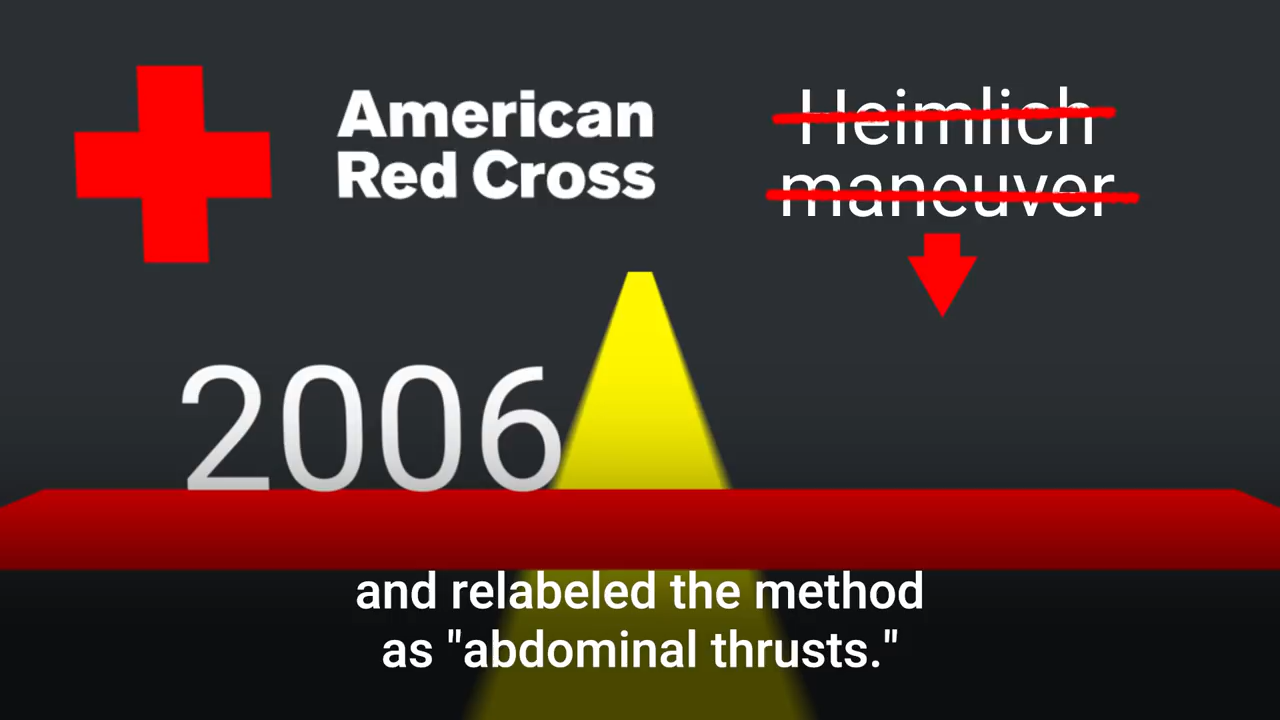 American
Red Cross
Heimlich
maneuver
2006
and relabeled the method
as "abdominal thrusts."